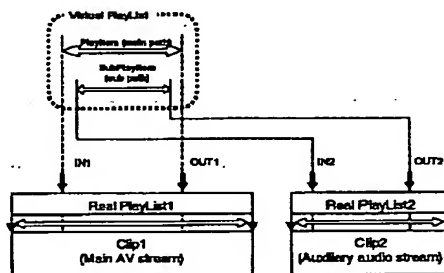 Virtual PlayList
PlayItem (main path)
SubPlayItem
(sub path)
IN1
OUT1
IN2
OUT2
Real PlayList1
Real PlayList2
Clip1
(Main AV stream)
Clip2
(Auxiliary audio stream)